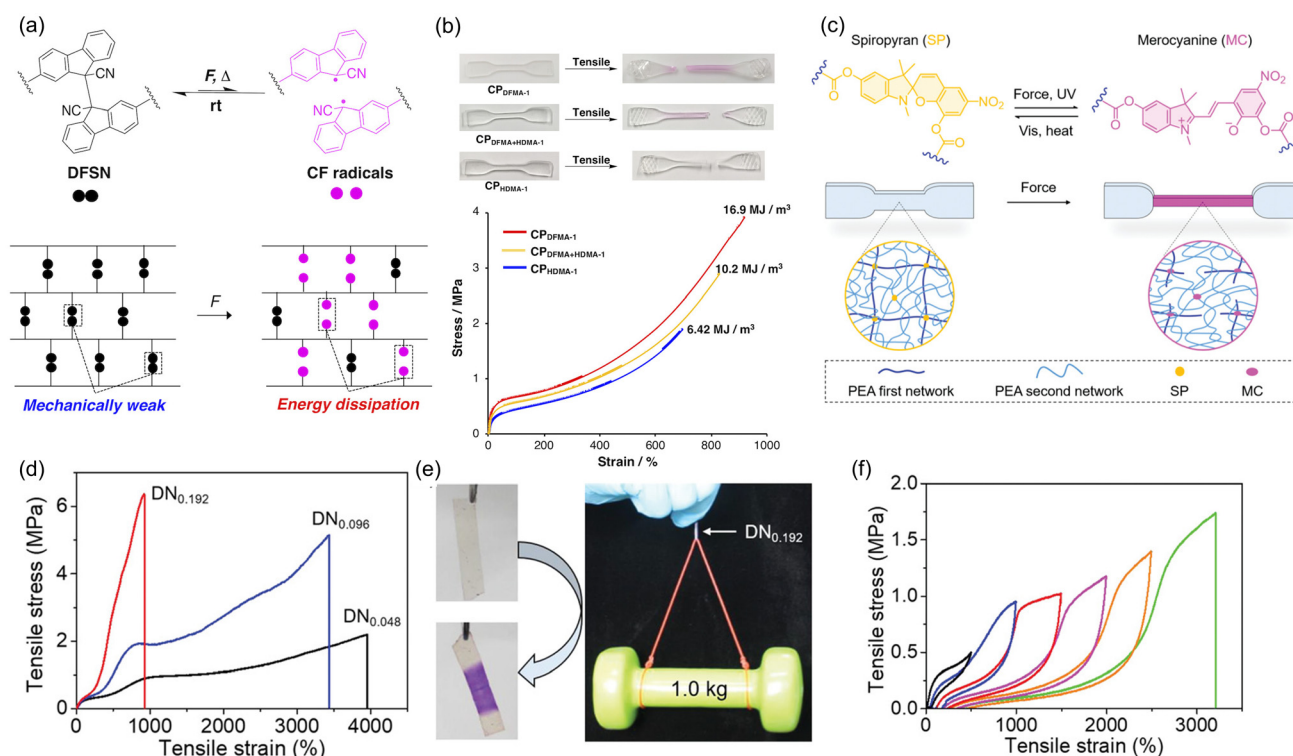 (a)
CN
CN
DFSN
F, Δ
rt
CN
CN
CF radicals
F
Mechanically weak
Energy dissipation
(b)
CP_DFMA-1
Tensile
CP_DFMA+HDMA-1
Tensile
CP_HDMA-1
Tensile
Stress / MPa
4
3
2
1
0
CP_DFMA-1
CP_DFMA+HDMA-1
CP_HDMA-1
16.9 MJ / m³
10.2 MJ / m³
6.42 MJ / m³
0 200 400 600 800 1000
Strain / %
(c)
Spiropyran (SP)
Merocyanine (MC)
O
O
N
O
NO₂
O
O
Force, UV
Vis, heat
O
O
N⁺
NO₂
O⁻
O
O
Force
PEA first network
PEA second network
SP
MC
(d)
Tensile stress (MPa)
6
4
2
0
DN₀.₁₉₂
DN₀.₀₉₆
DN₀.₀₄₈
0 1000 2000 3000 4000
Tensile strain (%)
(e)
DN₀.₁₉₂
1.0 kg
(f)
Tensile stress (MPa)
2.0
1.5
1.0
0.5
0
0 1000 2000 3000
Tensile strain (%)